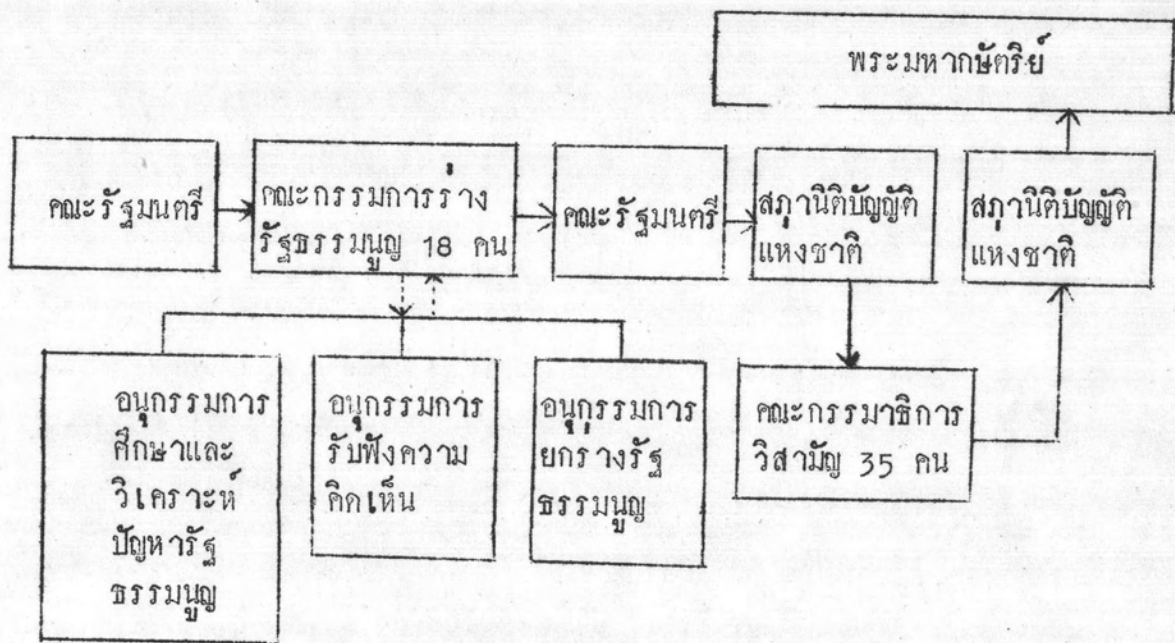 พระมหากษัตริย์
คณะรัฐมนตรี
คณะกรรมการร่าง
รัฐธรรมนูญ 18 คน
คณะรัฐมนตรี
สภานิติบัญญัติ
แห่งชาติ
สภานิติบัญญัติ
แห่งชาติ
อนุกรรมการ
ศึกษาและ
วิเคราะห
ปัญหารัฐ
ธรรมนูญ
อนุกรรมการ
รับฟังความ
คิดเห็น
อนุกรรมการ
ยกรางรัฐ
ธรรมนูญ
คณะกรรมาธิการ
วิสามัญ 35 คน